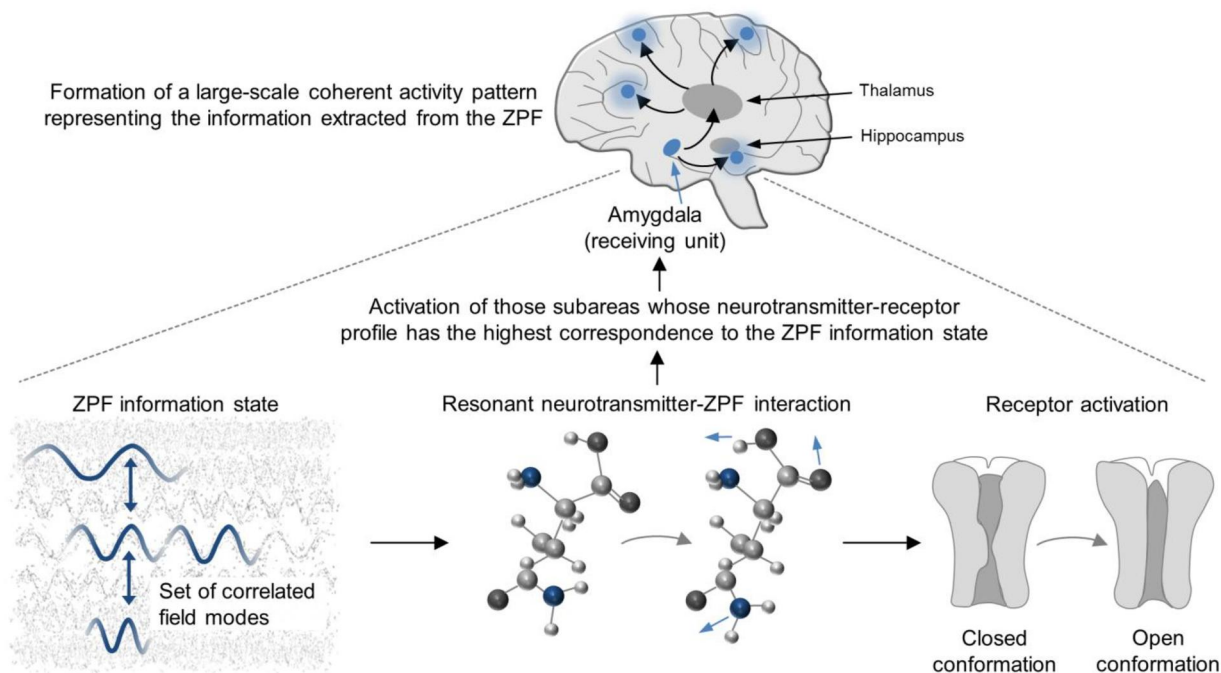 Formation of a large-scale coherent activity pattern
representing the information extracted from the ZPF
Thalamus
Hippocampus
Amygdala
(receiving unit)
Activation of those subareas whose neurotransmitter-receptor
profile has the highest correspondence to the ZPF information state
ZPF information state
Resonant neurotransmitter-ZPF interaction
Receptor activation
Set of correlated
field modes
Closed
conformation
Open
conformation